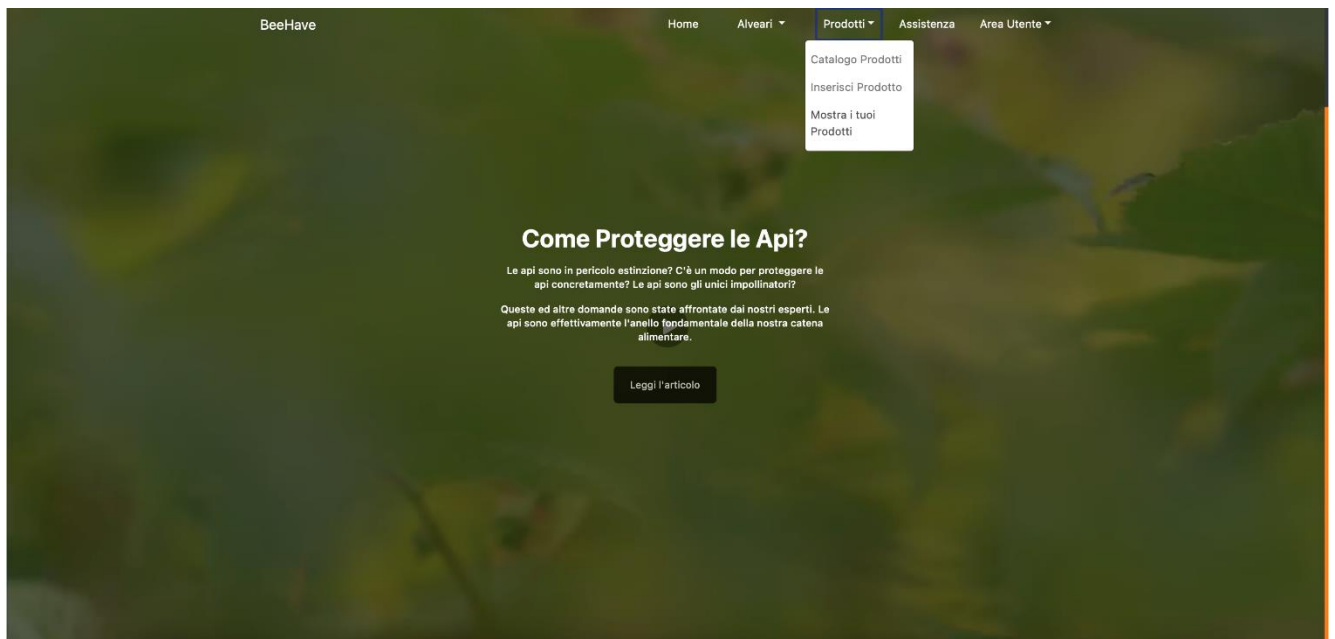 BeeHave
Home
Alveari
Prodotti
Assistenza
Area Utente
Catalogo Prodotti
Inserisci Prodotto
Mostra i tuoi
Prodotti
Come Proteggere le Api?
Le api sono in pericolo estinzione? C'è un modo per proteggere le
api concretamente? Le api sono gli unici impollinatori?
Queste ed altre domande sono state affrontate dai nostri esperti. Le
api sono effettivamente l'anello fondamentale della nostra catena
alimentare.
Leggi l'articolo